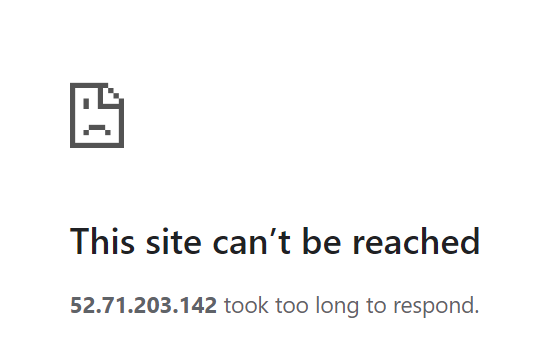 This site can’t be reached
52.71.203.142 took too long to respond.